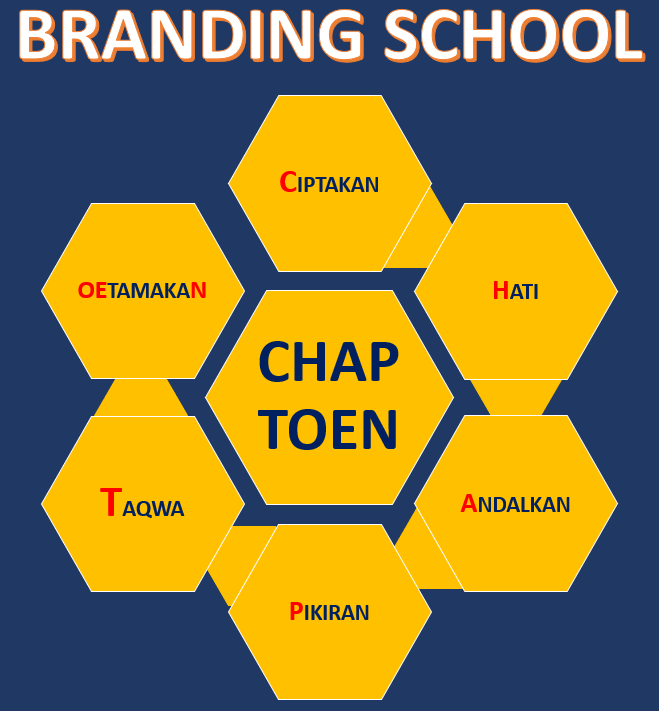 BRANDING SCHOOL
CIPTAKAN
HATI
ANDALKAN
PIKIRAN
TAQWA
OETAMAKAN
CHAP
TOEN